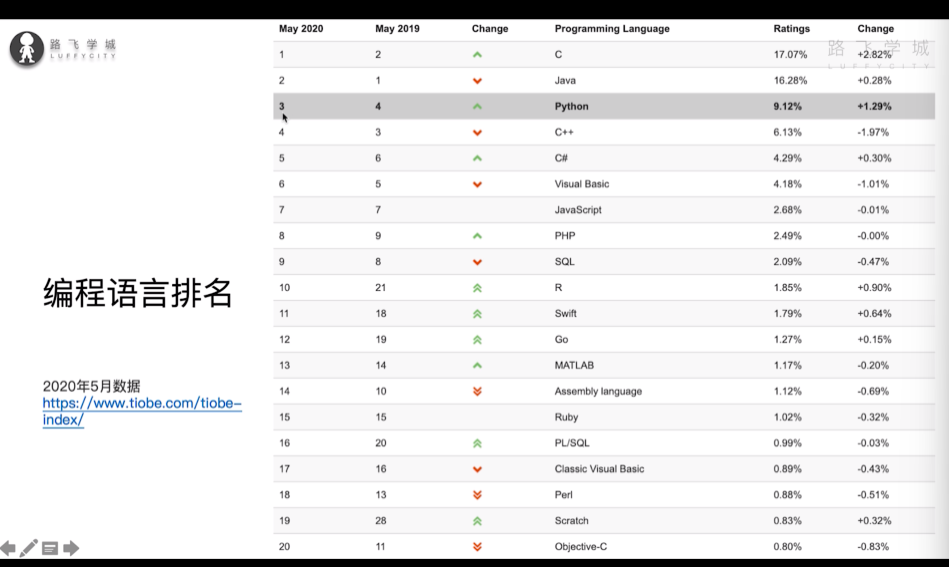 路飞学城
LUFFYCITY
May 2020 May 2019 Change Programming Language Ratings Change
路飞学城
1 2 C 17.07% +2.82%
2 1 Java 16.28% +0.28%
3 4 Python 9.12% +1.29%
4 3 C++ 6.13% -1.97%
5 6 C# 4.29% +0.30%
6 5 Visual Basic 4.18% -1.01%
7 7 JavaScript 2.68% -0.01%
8 9 PHP 2.49% -0.00%
9 8 SQL 2.09% -0.47%
10 21 R 1.85% +0.90%
11 18 Swift 1.79% +0.64%
12 19 Go 1.27% +0.15%
13 14 MATLAB 1.17% -0.20%
14 10 Assembly language 1.12% -0.69%
15 15 Ruby 1.02% -0.32%
16 20 PL/SQL 0.99% -0.03%
17 16 Classic Visual Basic 0.89% -0.43%
18 13 Perl 0.88% -0.51%
19 28 Scratch 0.83% +0.32%
20 11 Objective-C 0.80% -0.83%
编程语言排名
2020年5月数据
https://www.tiobe.com/tiobe-
index/